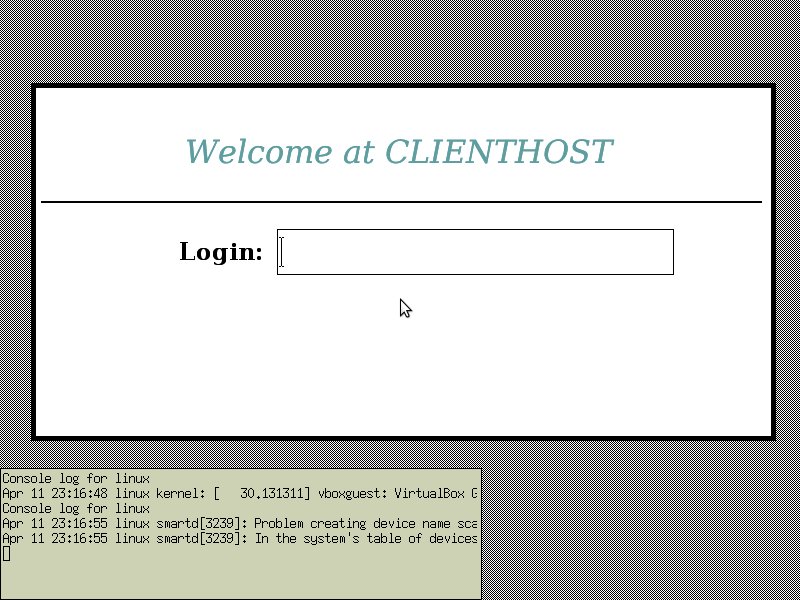 Welcome at CLIENTHOST
Login:
Console log for linux
Apr 11 23:16:48 linux kernel: [   30.131311] vboxguest: VirtualBox G
Console log for linux
Apr 11 23:16:55 linux smartd[3239]: Problem creating device name sca
Apr 11 23:16:55 linux smartd[3239]: In the system's table of devices